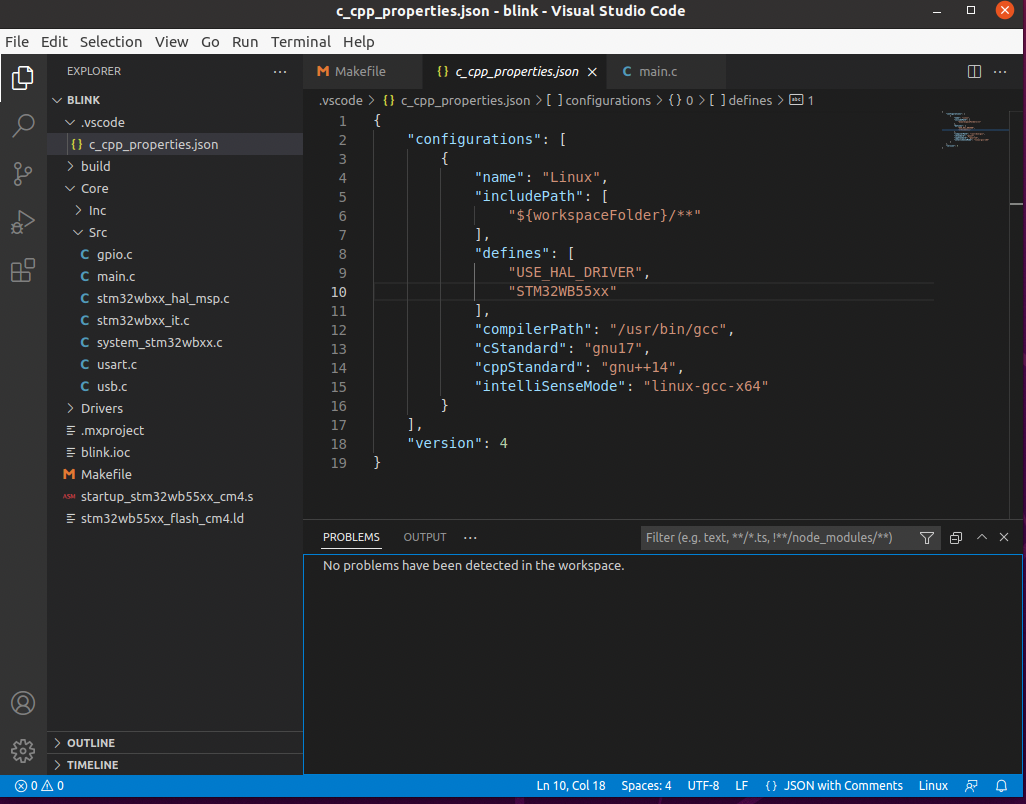 c_cpp_properties.json - blink - Visual Studio Code
File Edit Selection View Go Run Terminal Help
EXPLORER
BLINK
.vscode
c_cpp_properties.json
build
Core
Inc
Src
gpio.c
main.c
stm32wbxx_hal_msp.c
stm32wbxx_it.c
system_stm32wbxx.c
usart.c
usb.c
Drivers
.mxproject
blink.ioc
Makefile
startup_stm32wb55xx_cm4.s
stm32wb55xx_flash_cm4.ld
OUTLINE
TIMELINE
Makefile c_cpp_properties.json main.c
.vscode > {} c_cpp_properties.json > [ ] configurations > {} 0 > [ ] defines > abc 1
1 {
2 "configurations": [
3 {
4 "name": "Linux",
5 "includePath": [
6 "${workspaceFolder}/**"
7 ],
8 "defines": [
9 "USE_HAL_DRIVER",
10 "STM32WB55xx"
11 ],
12 "compilerPath": "/usr/bin/gcc",
13 "cStandard": "gnu17",
14 "cppStandard": "gnu++14",
15 "intelliSenseMode": "linux-gcc-x64"
16 }
17 ],
18 "version": 4
19 }
PROBLEMS OUTPUT ··· Filter (e.g. text, **/*.ts, !**/node_modules/**)
No problems have been detected in the workspace.
0 0 Ln 10, Col 18 Spaces: 4 UTF-8 LF {} JSON with Comments Linux